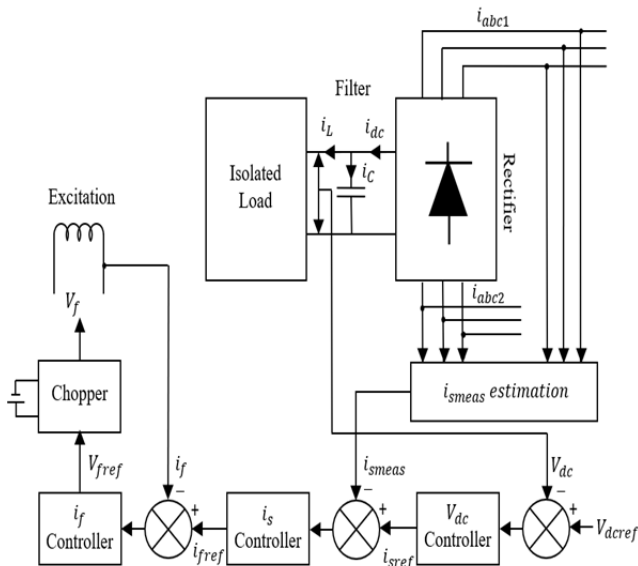 i_abc1
Filter
i_L
i_dc
i_C
Isolated
Load
Rectifier
Excitation
V_f
i_abc2
Chopper
i_smeas estimation
V_fref
i_f
i_smeas
V_dc
−
−
−
+
+
+
i_f
Controller
i_fref
i_s
Controller
i_sref
V_dc
Controller
V_dcref